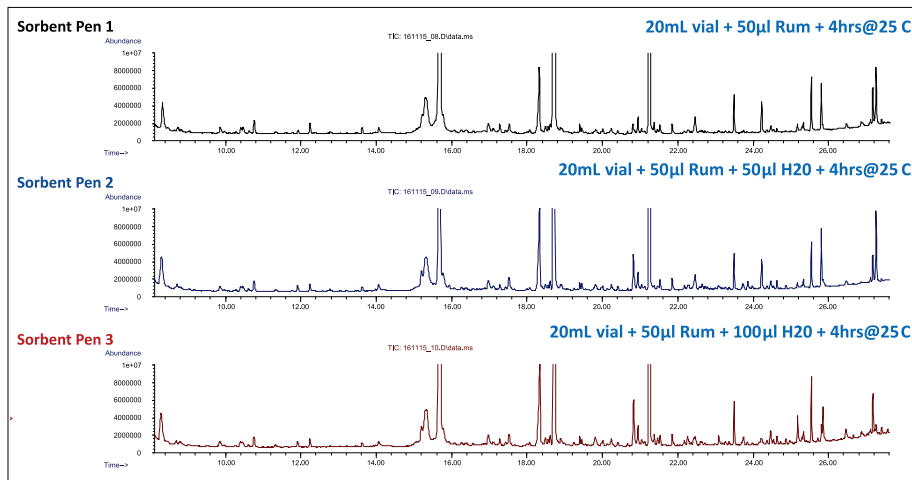 Sorbent Pen 1
20mL vial + 50µl Rum + 4hrs@25 C
Abundance
TIC: 161115_08.D\data.ms
1e+07
8000000
6000000
4000000
2000000
0
10.00 12.00 14.00 16.00 18.00 20.00 22.00 24.00 26.00
Time-->
20mL vial + 50µl Rum + 50µl H20 + 4hrs@25 C
Sorbent Pen 2
TIC: 161115_09.D\data.ms
Abundance
1e+07
8000000
6000000
4000000
2000000
0
10.00 12.00 14.00 16.00 18.00 20.00 22.00 24.00 26.00
Time-->
Sorbent Pen 3
20mL vial + 50µl Rum + 100µl H20 + 4hrs@25 C
TIC: 161115_10.D\data.ms
Abundance
1e+07
8000000
6000000
4000000
2000000
0
10.00 12.00 14.00 16.00 18.00 20.00 22.00 24.00 26.00
Time-->